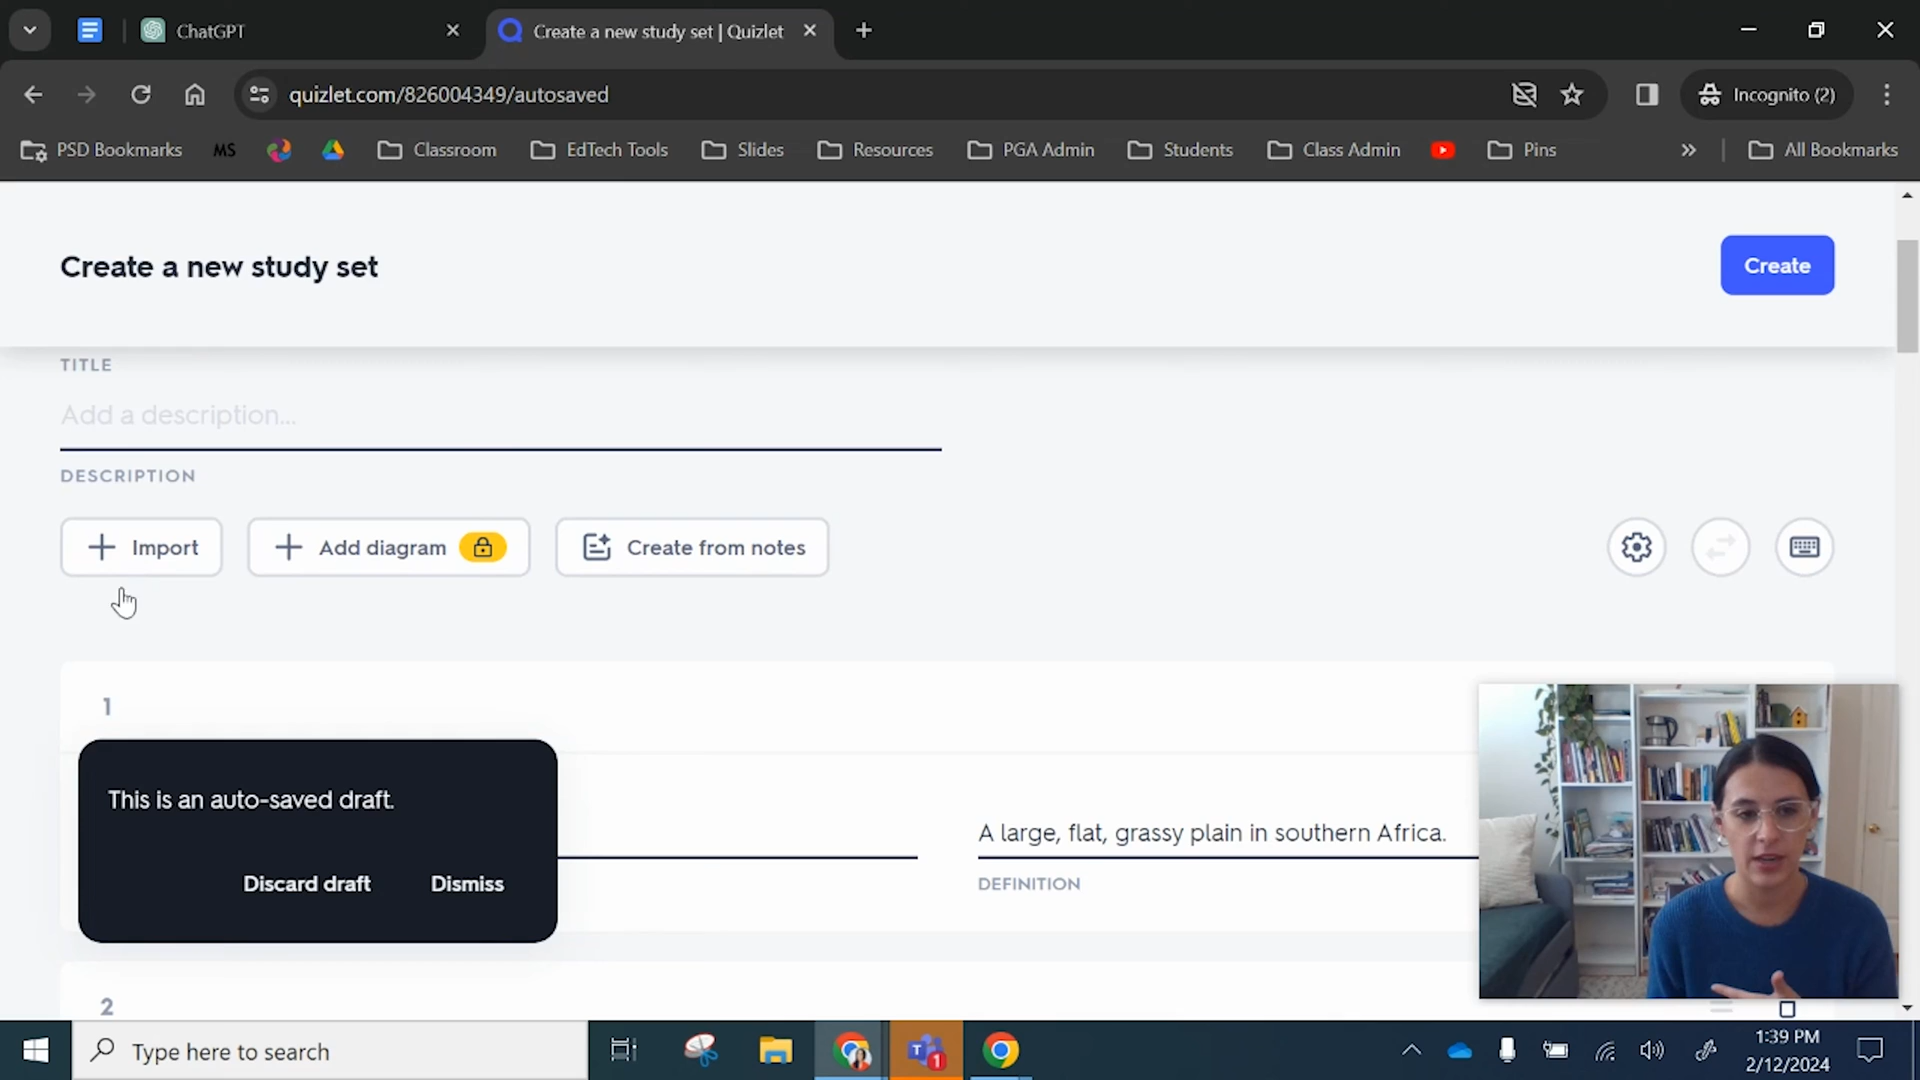 ChatGPT
Create a new study set | Quizlet
quizlet.com/826004349/autosaved
Incognito (2)
PSD Bookmarks
MS
Classroom
EdTech Tools
Slides
Resources
PGA Admin
Students
Class Admin
Pins
All Bookmarks
Create a new study set
Create
TITLE
Add a description...
DESCRIPTION
Import
Add diagram
Create from notes
1
This is an auto-saved draft.
Discard draft
Dismiss
A large, flat, grassy plain in southern Africa.
DEFINITION
2
Type here to search
T 1
1:39 PM
2/12/2024